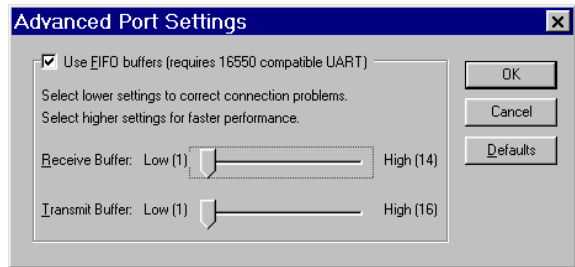 Advanced Port Settings
Use FIFO buffers (requires 16550 compatible UART)
OK
Select lower settings to correct connection problems.
Select higher settings for faster performance.
Cancel
Defaults
Receive Buffer: Low (1) High (14)
Transmit Buffer: Low (1) High (16)